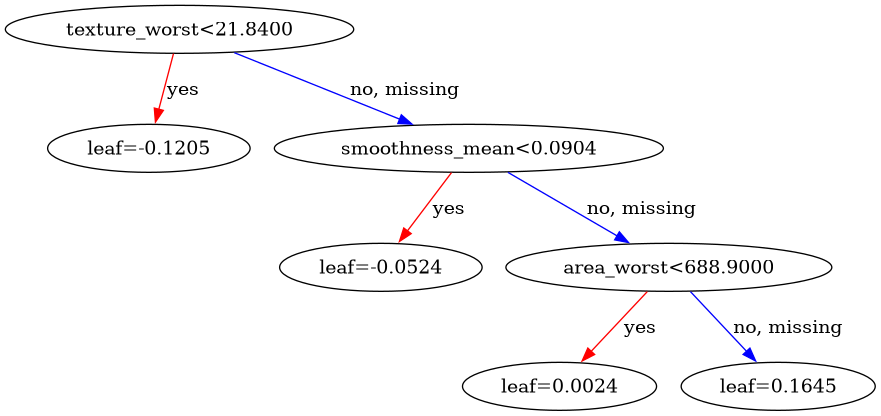 texture_worst<21.8400
yes
no, missing
leaf=-0.1205
smoothness_mean<0.0904
yes
no, missing
leaf=-0.0524
area_worst<688.9000
yes
no, missing
leaf=0.0024
leaf=0.1645